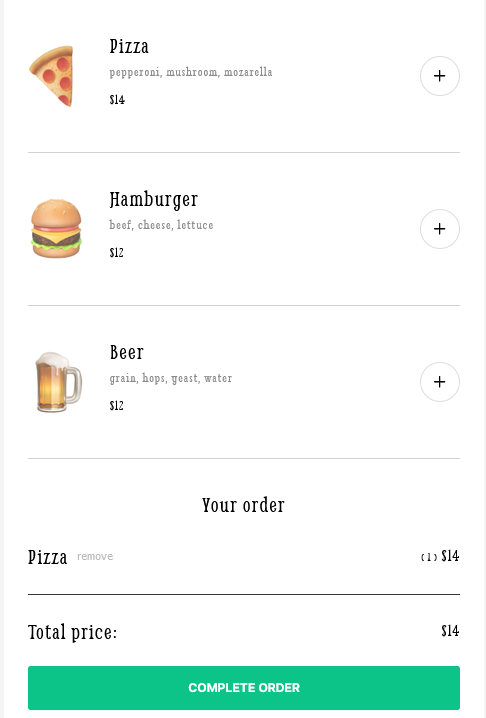 Pizza
pepperoni, mushroom, mozarella
$14
+
Hamburger
beef, cheese, lettuce
$12
+
Beer
grain, hops, yeast, water
$12
+
Your order
Pizza remove (1) $14
Total price: $14
COMPLETE ORDER